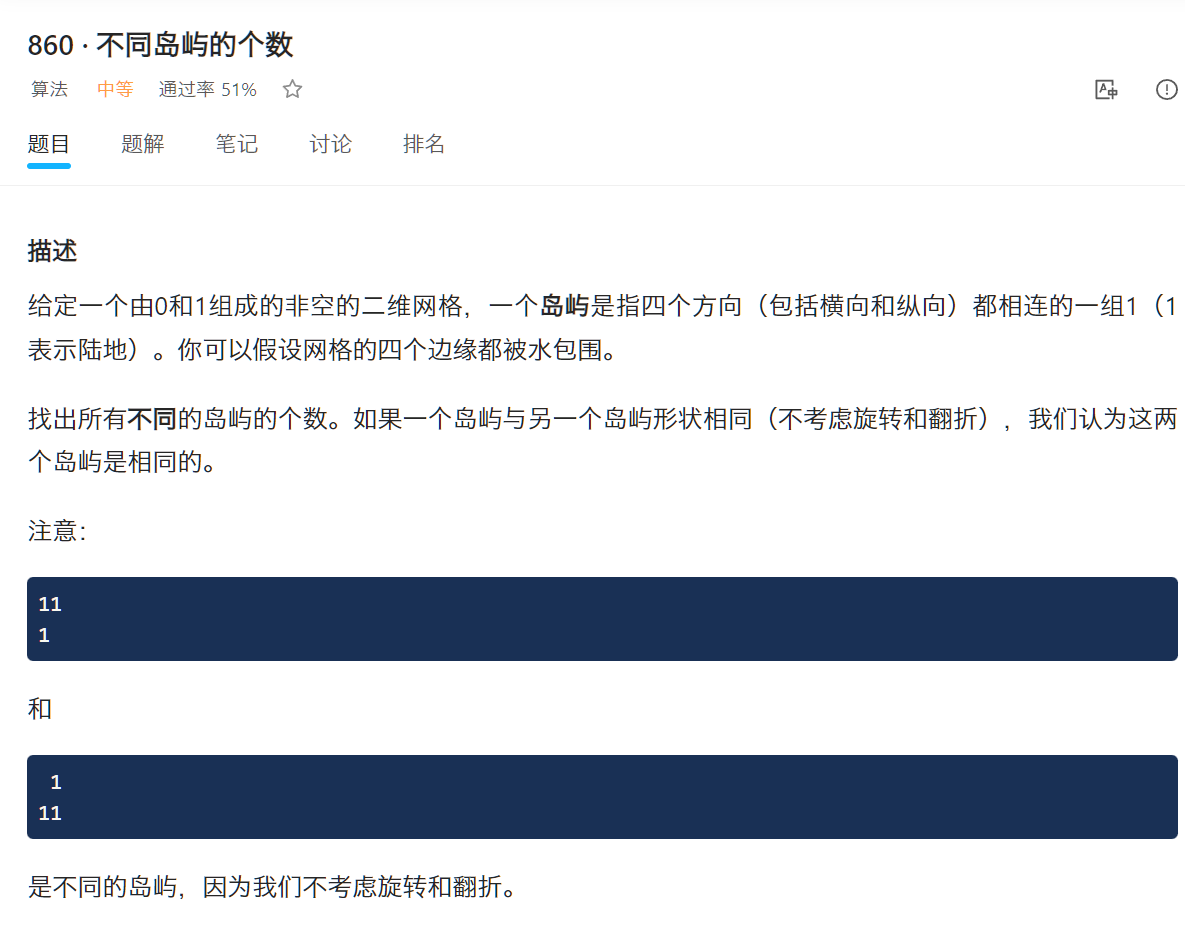 860 · 不同岛屿的个数
算法 中等 通过率 51%
题目 题解 笔记 讨论 排名
描述
给定一个由0和1组成的非空的二维网格，一个岛屿是指四个方向（包括横向和纵向）都相连的一组1（1
表示陆地）。你可以假设网格的四个边缘都被水包围。
找出所有不同的岛屿的个数。如果一个岛屿与另一个岛屿形状相同（不考虑旋转和翻折），我们认为这两
个岛屿是相同的。
注意：
11
1
和
 1
11
是不同的岛屿，因为我们不考虑旋转和翻折。